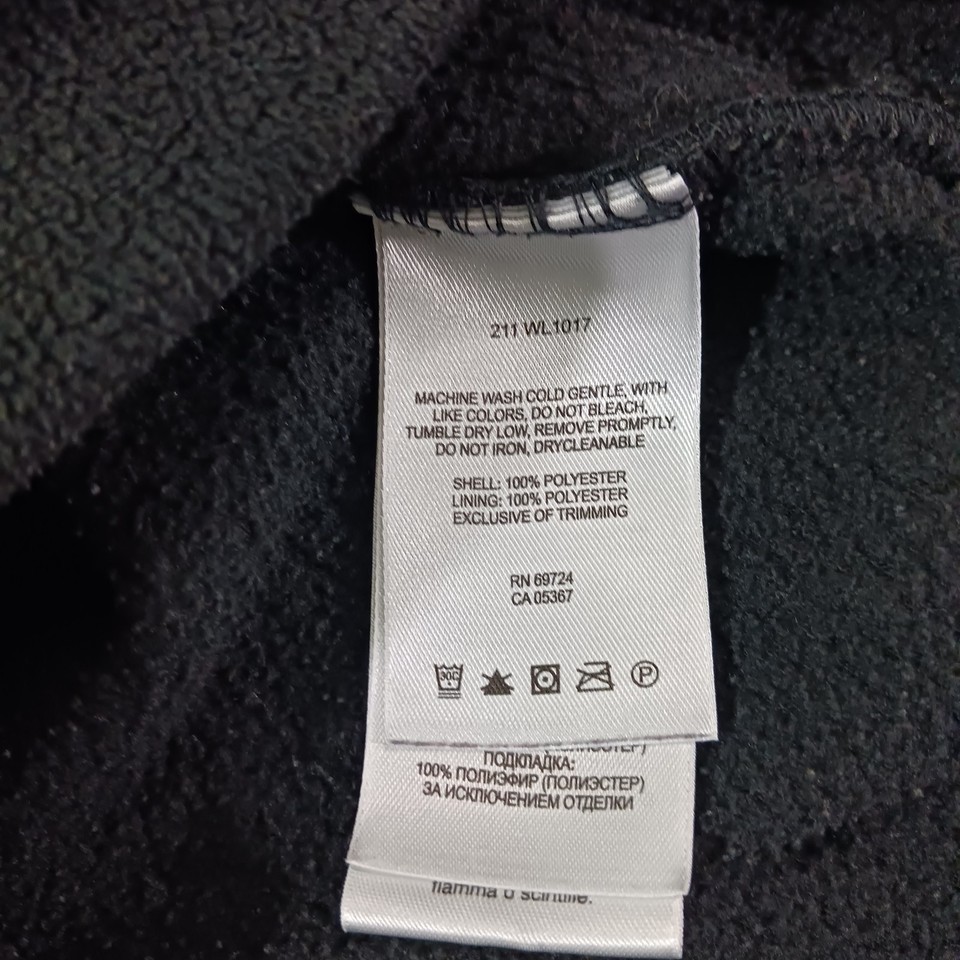 211 WL1017
MACHINE WASH COLD GENTLE, WITH
LIKE COLORS, DO NOT BLEACH,
TUMBLE DRY LOW, REMOVE PROMPTLY,
DO NOT IRON, DRYCLEANABLE
SHELL: 100% POLYESTER
LINING: 100% POLYESTER
EXCLUSIVE OF TRIMMING
RN 69724
CA 05367
30C
P
ПОДКЛАДКА:
100% ПОЛИЭФИР (ПОЛИЭСТЕР)
ЗА ИСКЛЮЧЕНИЕМ ОТДЕЛКИ
fiamma o scintille.